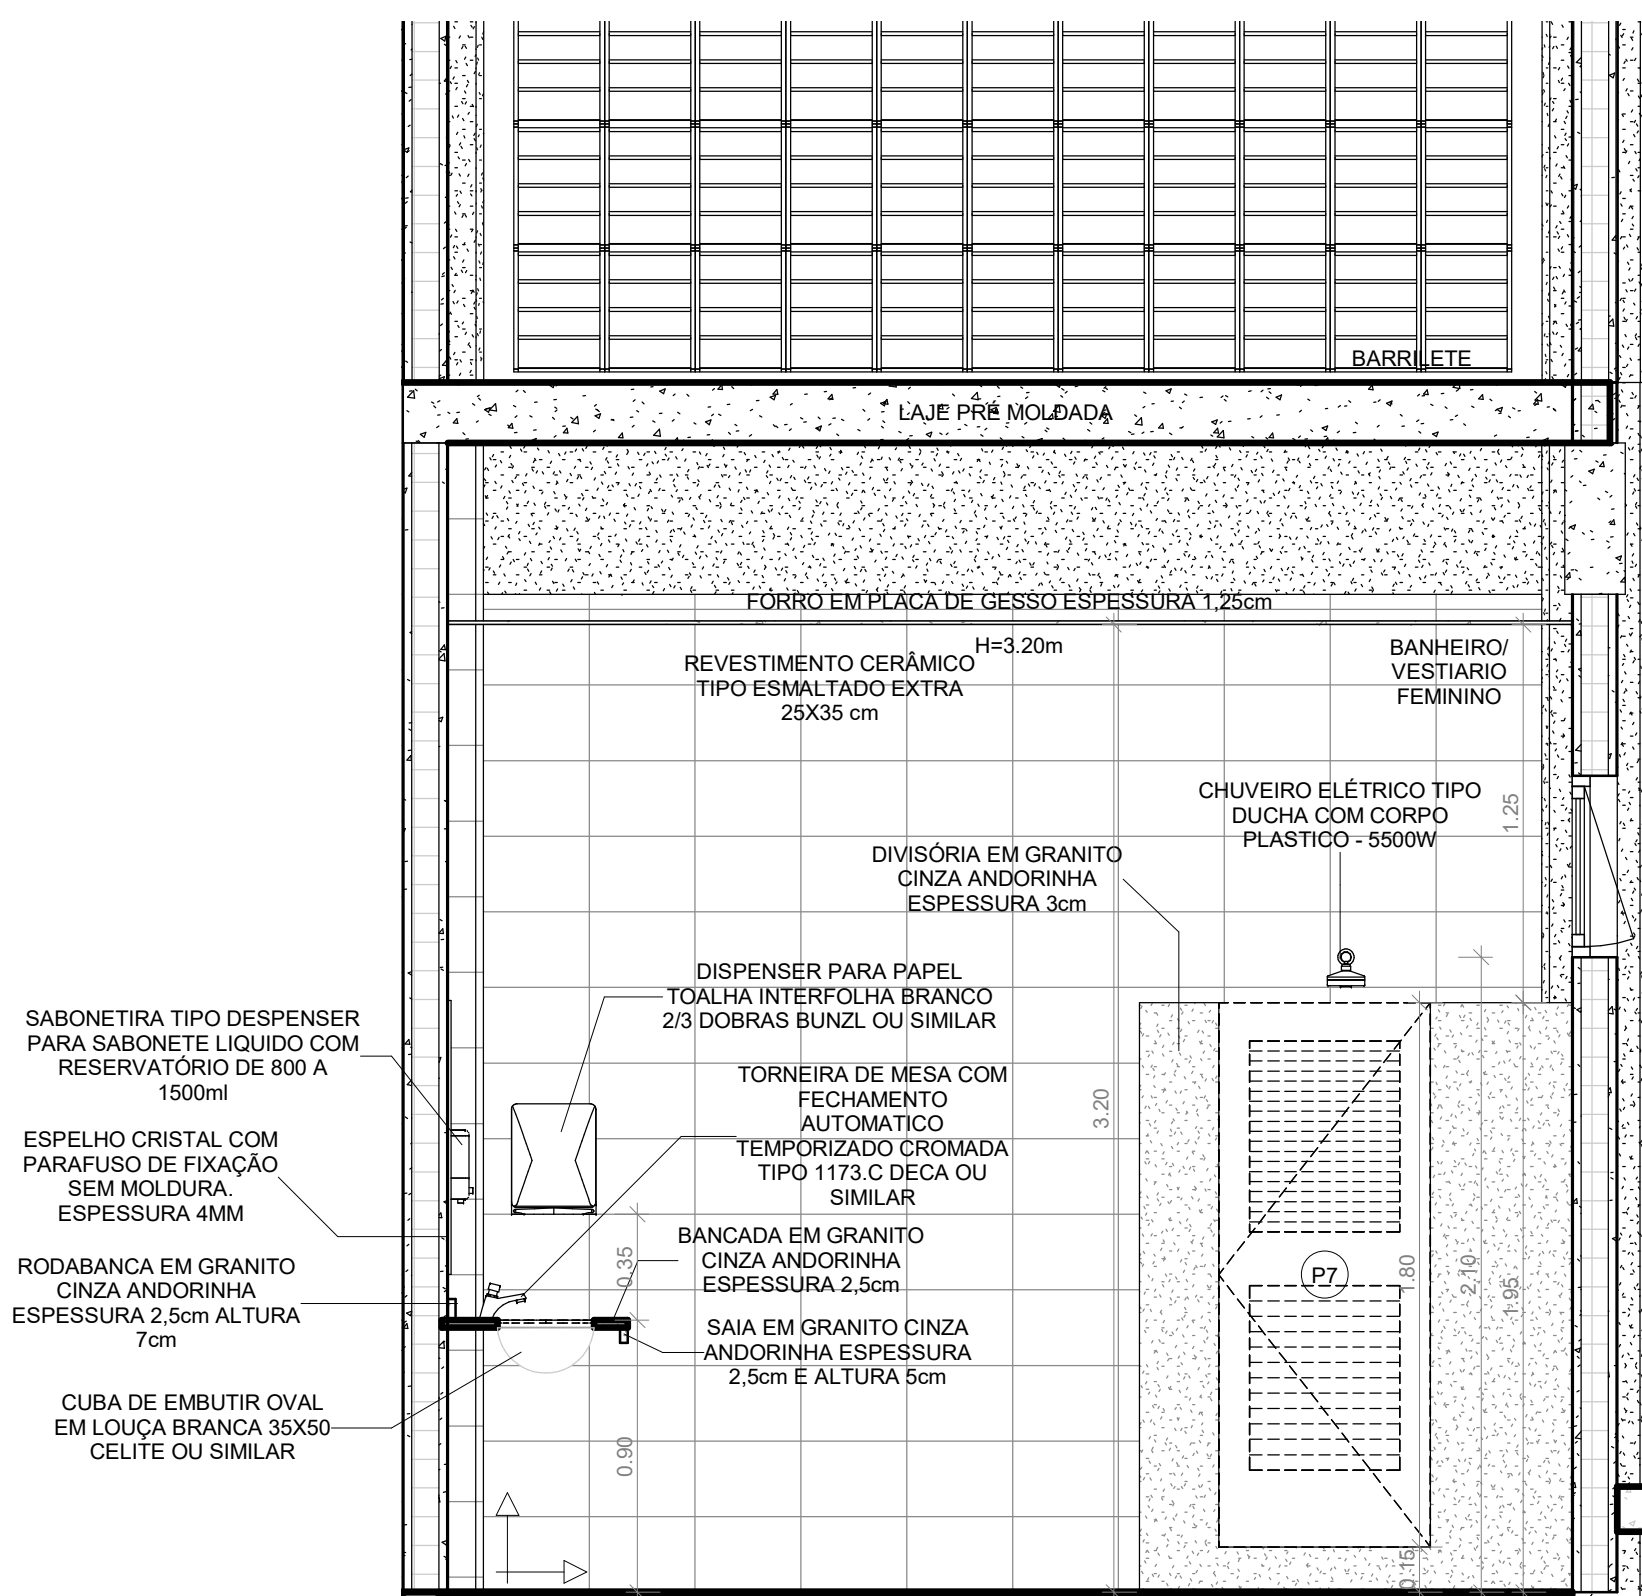 BARRILETE
LAJE PRÉ MOLDADA
FORRO EM PLACA DE GESSO ESPESSURA 1,25cm
H=3.20m
REVESTIMENTO CERÂMICO
TIPO ESMALTADO EXTRA
25X35 cm
BANHEIRO/
VESTIARIO
FEMININO
CHUVEIRO ELÉTRICO TIPO
DUCHA COM CORPO
PLASTICO - 5500W
1.25
DIVISÓRIA EM GRANITO
CINZA ANDORINHA
ESPESSURA 3cm
DISPENSER PARA PAPEL
TOALHA INTERFOLHA BRANCO
2/3 DOBRAS BUNZL OU SIMILAR
SABONETIRA TIPO DESPENSER
PARA SABONETE LIQUIDO COM
RESERVATÓRIO DE 800 A
1500ml
TORNEIRA DE MESA COM
FECHAMENTO
AUTOMATICO
TEMPORIZADO CROMADA
TIPO 1173.C DECA OU
SIMILAR
3.20
ESPELHO CRISTAL COM
PARAFUSO DE FIXAÇÃO
SEM MOLDURA.
ESPESSURA 4MM
BANCADA EM GRANITO
CINZA ANDORINHA
ESPESSURA 2,5cm
0.35
RODABANCA EM GRANITO
CINZA ANDORINHA
ESPESSURA 2,5cm ALTURA
7cm
P7
1.80
2.10
1.95
SAIA EM GRANITO CINZA
ANDORINHA ESPESSURA
2,5cm E ALTURA 5cm
CUBA DE EMBUTIR OVAL
EM LOUÇA BRANCA 35X50
CELITE OU SIMILAR
0.90
0.15